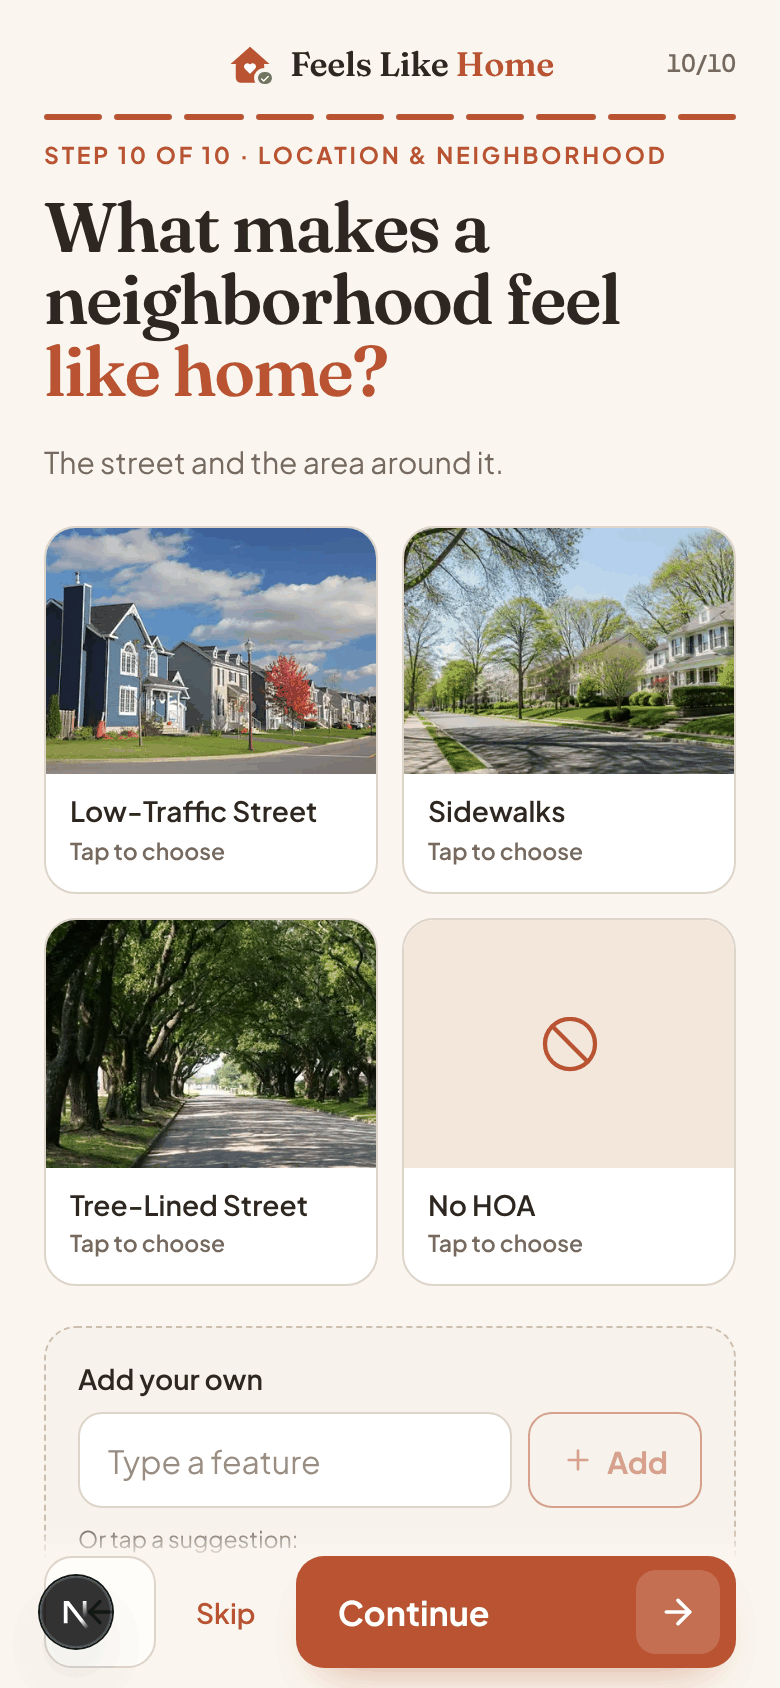 Feels Like Home
10/10
STEP 10 OF 10 · LOCATION & NEIGHBORHOOD
What makes a
neighborhood feel
like home?
The street and the area around it.
Low-Traffic Street
Tap to choose
Sidewalks
Tap to choose
Tree-Lined Street
Tap to choose
No HOA
Tap to choose
Add your own
Type a feature
+ Add
Or tap a suggestion:
N
Skip
Continue